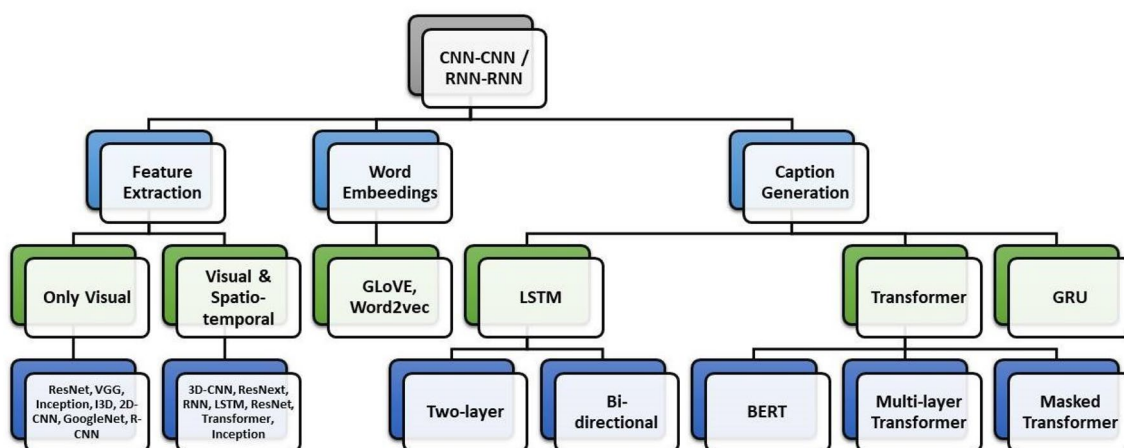 CNN-CNN /
RNN-RNN
Feature
Extraction
Word
Embeedings
Caption
Generation
Only Visual
Visual &
Spatio-
temporal
GLoVE,
Word2vec
LSTM
Transformer
GRU
ResNet, VGG,
Inception, I3D, 2D-
CNN, GoogleNet, R-
CNN
3D-CNN, ResNext,
RNN, LSTM, ResNet,
Transformer,
Inception
Two-layer
Bi-
directional
BERT
Multi-layer
Transformer
Masked
Transformer